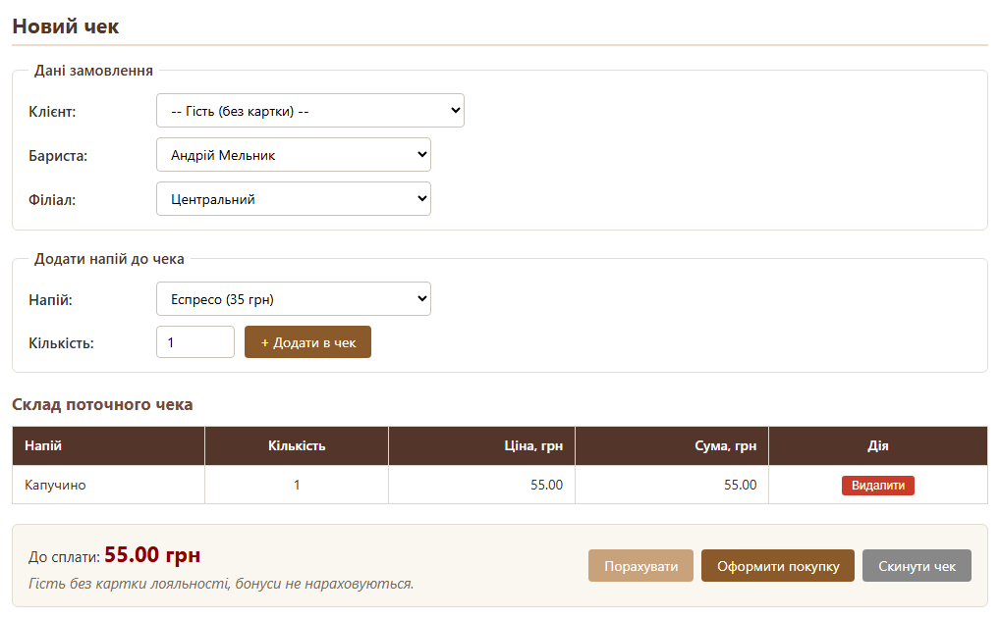 Новий чек
Дані замовлення
Клієнт: -- Гість (без картки) --
Бариста: Андрій Мельник
Філіал: Центральний
Додати напій до чека
Напій: Еспресо (35 грн)
Кількість: 1 + Додати в чек
Склад поточного чека
Напій Кількість Ціна, грн Сума, грн Дія
Капучино 1 55.00 55.00 Видалити
До сплати: 55.00 грн
Гість без картки лояльності, бонуси не нараховуються.
Порахувати Оформити покупку Скинути чек